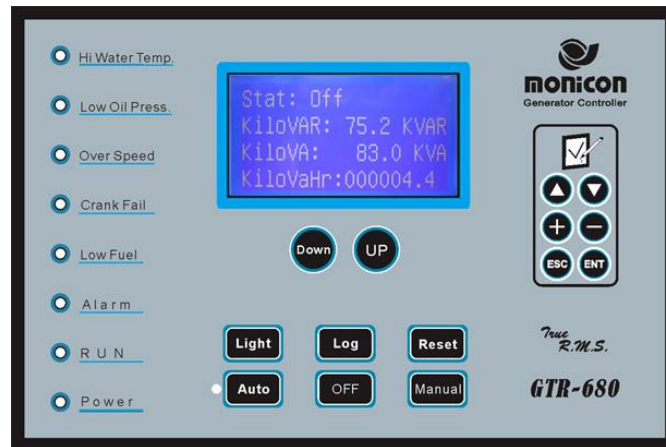 Hi Water Temp.
Low Oil Press.
Over Speed
Crank Fail
Low Fuel
Alarm
RUN
Power
Stat: Off
KiloVAR: 75.2 KVAR
KiloVA: 83.0 KVA
KiloVaHr:000004.4
Down UP
Light Log Reset
Auto OFF Manual
monicon
Generator Controller
+ −
ESC ENT
True
R.M.S.
GTR-680